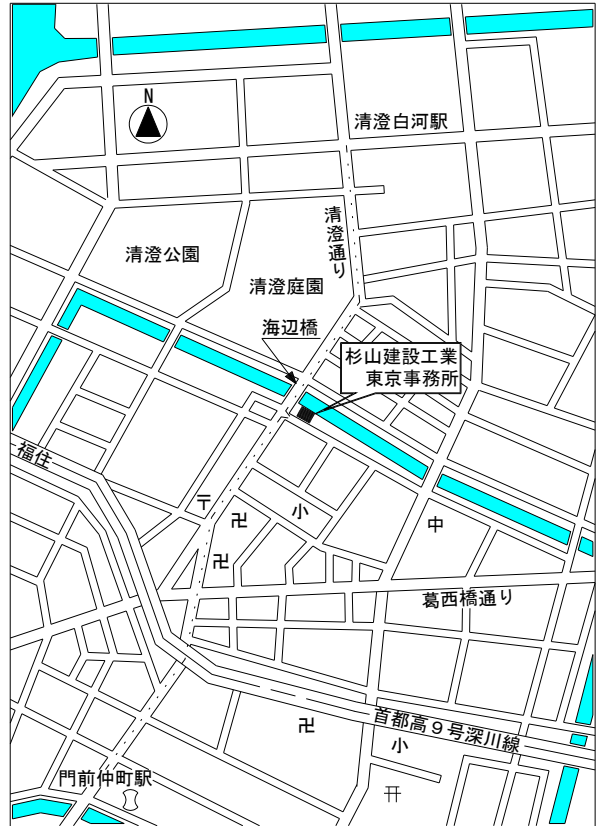 N
清澄白河駅
清澄通り
清澄公園
清澄庭園
海辺橋
杉山建設工業
東京事務所
福住
〒
卍
小
中
卍
葛西橋通り
卍
首都高９号深川線
小
門前仲町駅